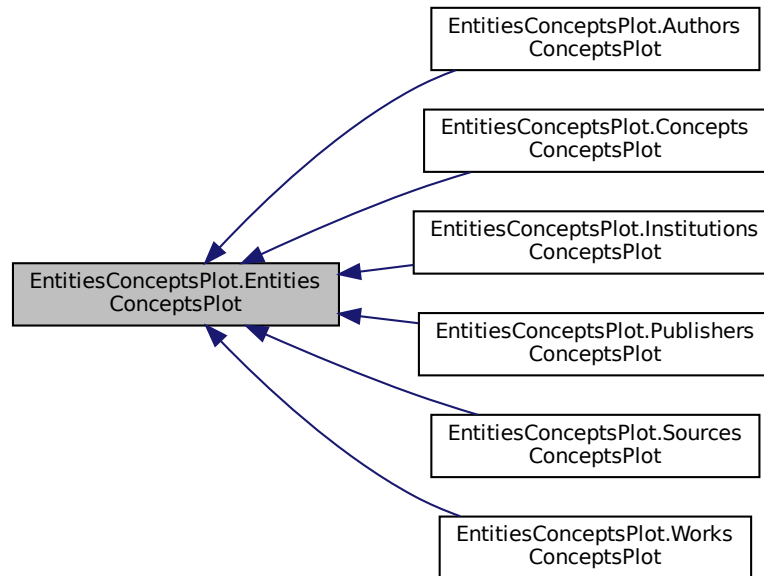 EntitiesConceptsPlot.Authors
ConceptsPlot
EntitiesConceptsPlot.Concepts
ConceptsPlot
EntitiesConceptsPlot.Institutions
ConceptsPlot
EntitiesConceptsPlot.Entities
ConceptsPlot
EntitiesConceptsPlot.Publishers
ConceptsPlot
EntitiesConceptsPlot.Sources
ConceptsPlot
EntitiesConceptsPlot.Works
ConceptsPlot